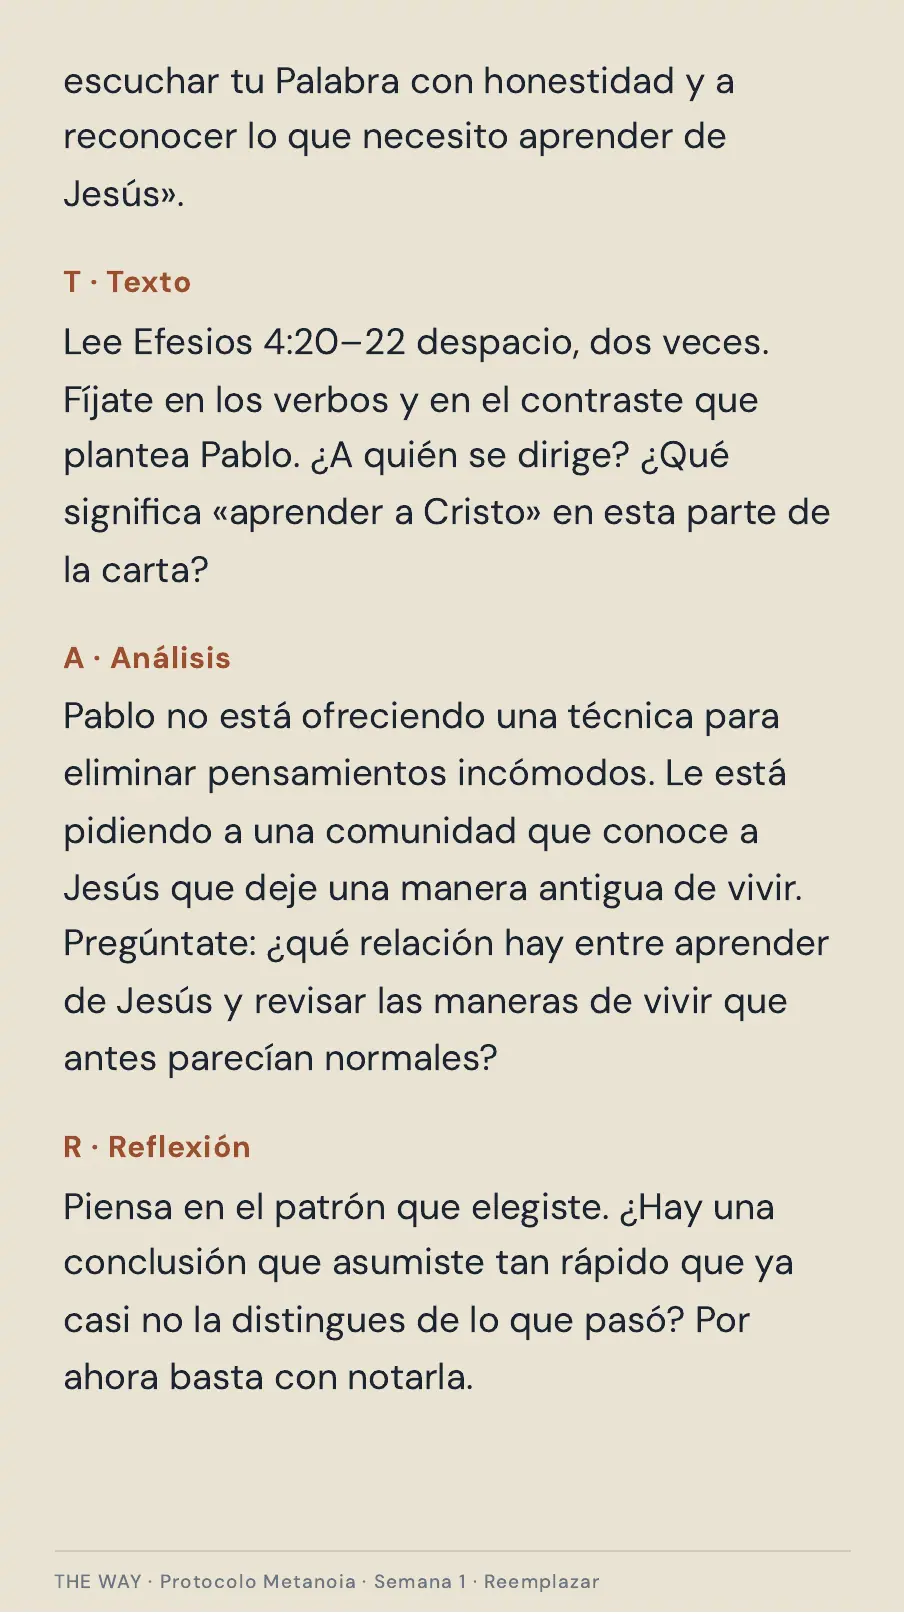 escuchar tu Palabra con honestidad y a
reconocer lo que necesito aprender de
Jesús».
T · Texto
Lee Efesios 4:20–22 despacio, dos veces.
Fíjate en los verbos y en el contraste que
plantea Pablo. ¿A quién se dirige? ¿Qué
significa «aprender a Cristo» en esta parte de
la carta?
A · Análisis
Pablo no está ofreciendo una técnica para
eliminar pensamientos incómodos. Le está
pidiendo a una comunidad que conoce a
Jesús que deje una manera antigua de vivir.
Pregúntate: ¿qué relación hay entre aprender
de Jesús y revisar las maneras de vivir que
antes parecían normales?
R · Reflexión
Piensa en el patrón que elegiste. ¿Hay una
conclusión que asumiste tan rápido que ya
casi no la distingues de lo que pasó? Por
ahora basta con notarla.
THE WAY · Protocolo Metanoia · Semana 1 · Reemplazar